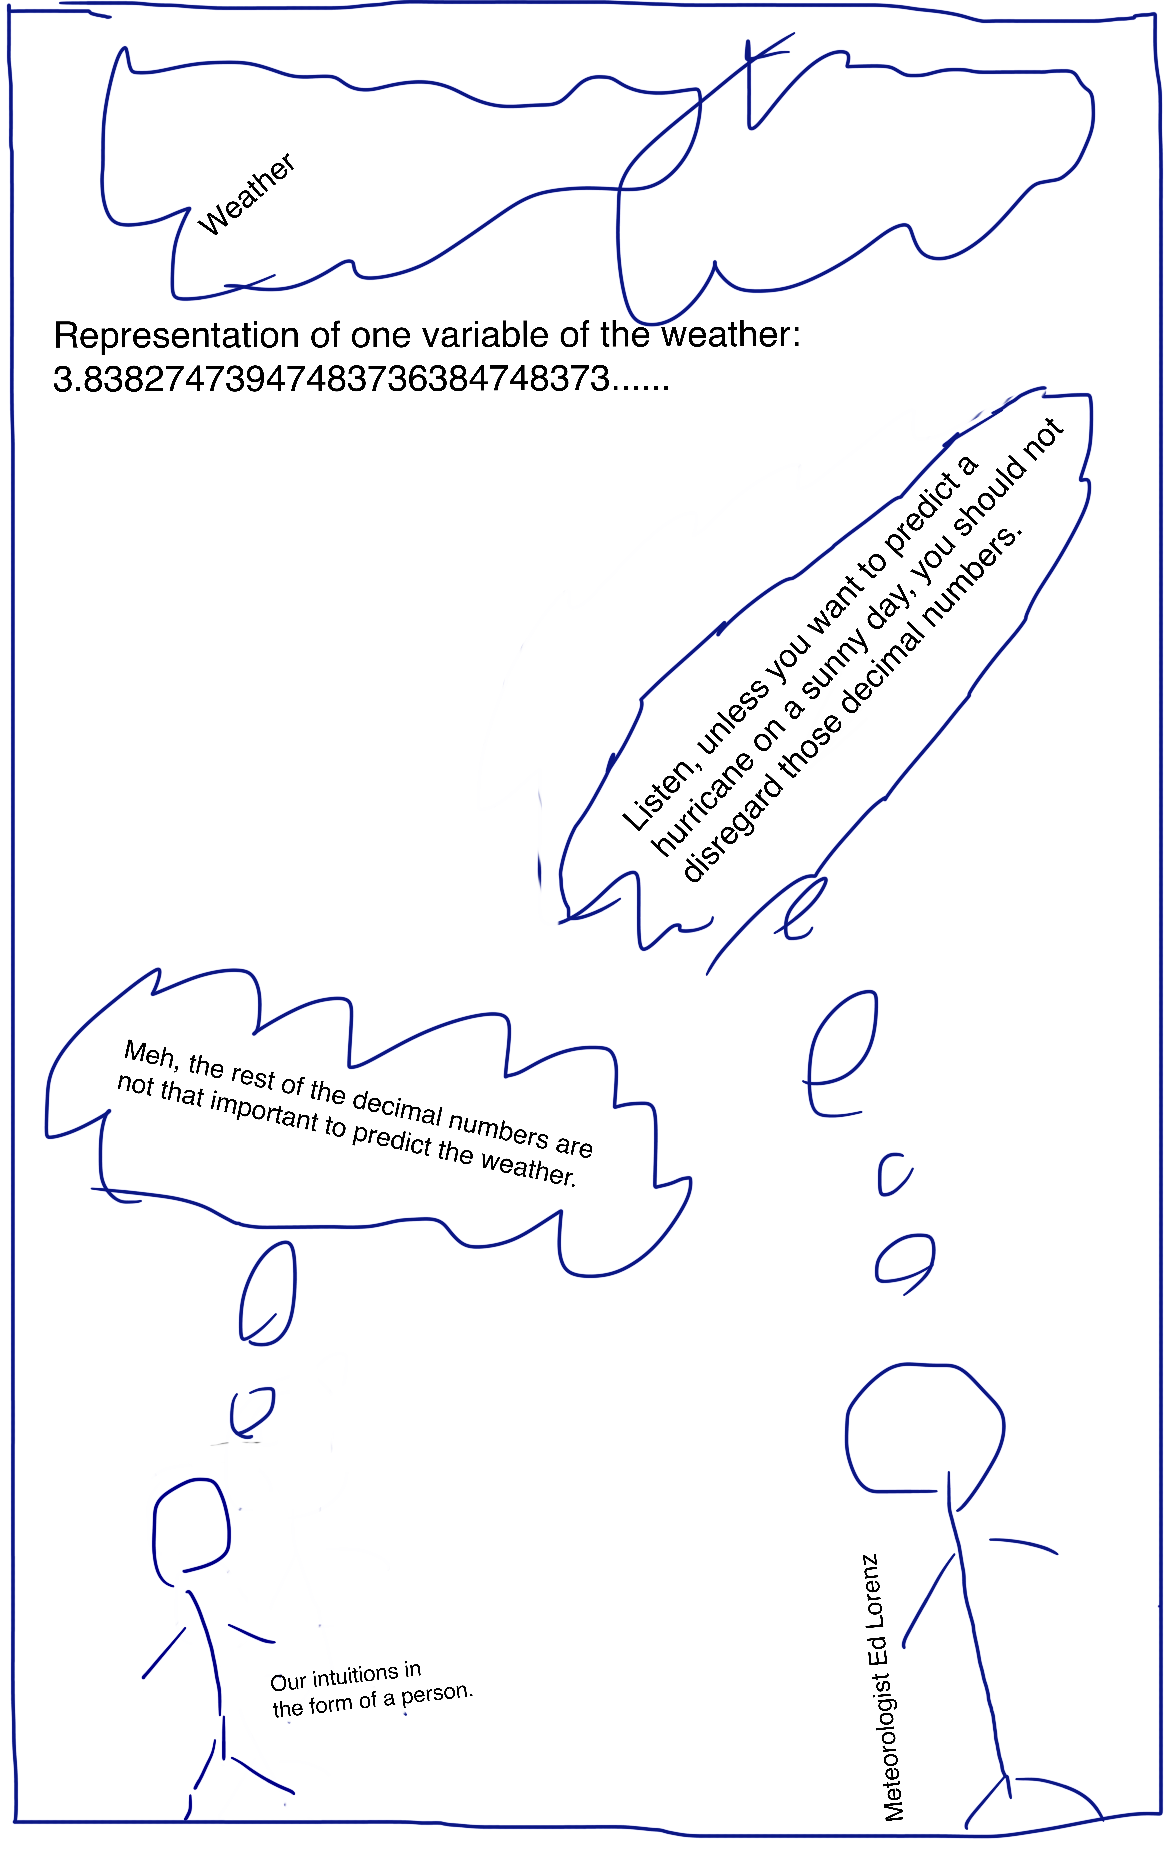 Weather
Representation of one variable of the weather:
3.838274739474837363847 48373......
Listen, unless you want to predict a
hurricane on a sunny day, you should not
disregard those decimal numbers.
Meh, the rest of the decimal numbers are
not that important to predict the weather.
Our intuitions in
the form of a person.
Meteorologist Ed Lorenz